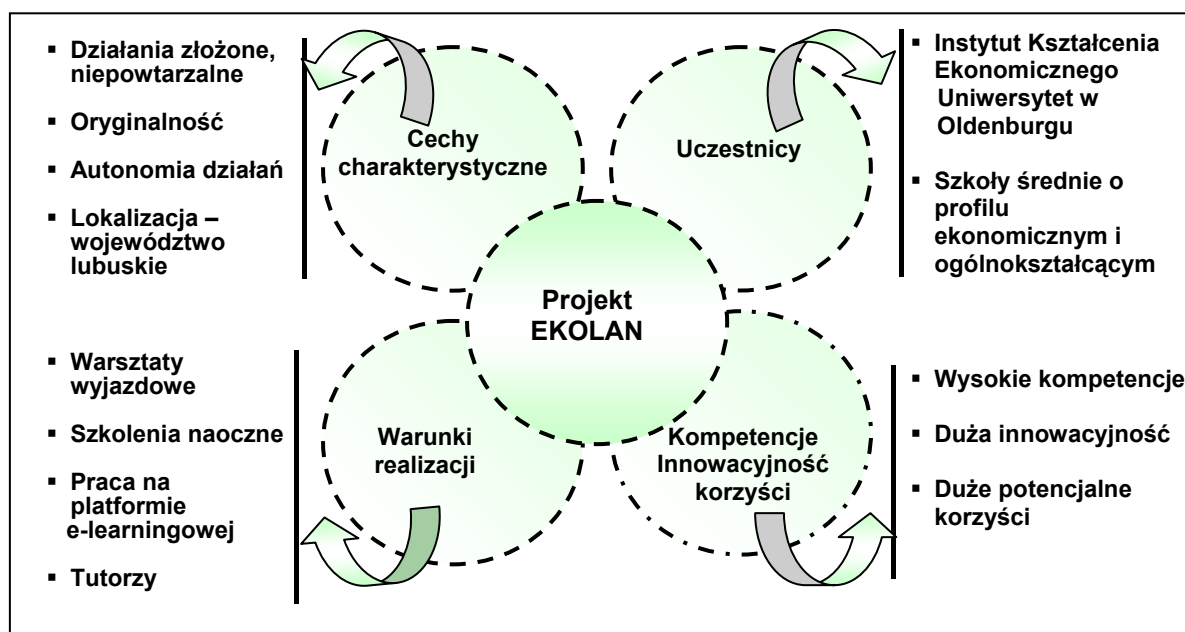 ▪ Działania złożone,
niepowtarzalne
▪ Oryginalność
▪ Autonomia działań
▪ Lokalizacja –
województwo
lubuskie
Cechy
charakterystyczne
Uczestnicy
▪ Instytut Kształcenia
Ekonomicznego
Uniwersytet w
Oldenburgu
▪ Szkoły średnie o
profilu
ekonomicznym i
ogólnokształcącym
Projekt
EKOLAN
▪ Warsztaty
wyjazdowe
▪ Szkolenia naoczne
▪ Praca na
platformie
e-learningowej
▪ Tutorzy
Warunki
realizacji
Kompetencje
Innowacyjność
korzyści
▪ Wysokie kompetencje
▪ Duża innowacyjność
▪ Duże potencjalne
korzyści